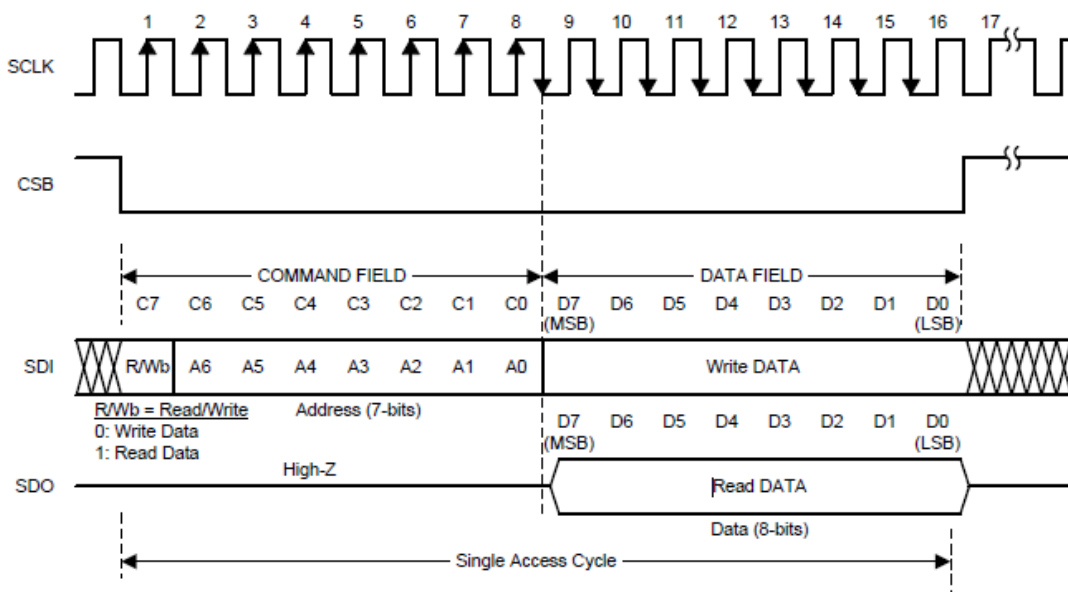 1 2 3 4 5 6 7 8 9 10 11 12 13 14 15 16 17
SCLK
CSB
COMMAND FIELD DATA FIELD
C7 C6 C5 C4 C3 C2 C1 C0 D7 D6 D5 D4 D3 D2 D1 D0
(MSB) (LSB)
SDI R/Wb A6 A5 A4 A3 A2 A1 A0 Write DATA
R/Wb = Read/Write Address (7-bits)
0: Write Data
1: Read Data
D7 D6 D5 D4 D3 D2 D1 D0
(MSB) (LSB)
High-Z
SDO Read DATA
Data (8-bits)
Single Access Cycle